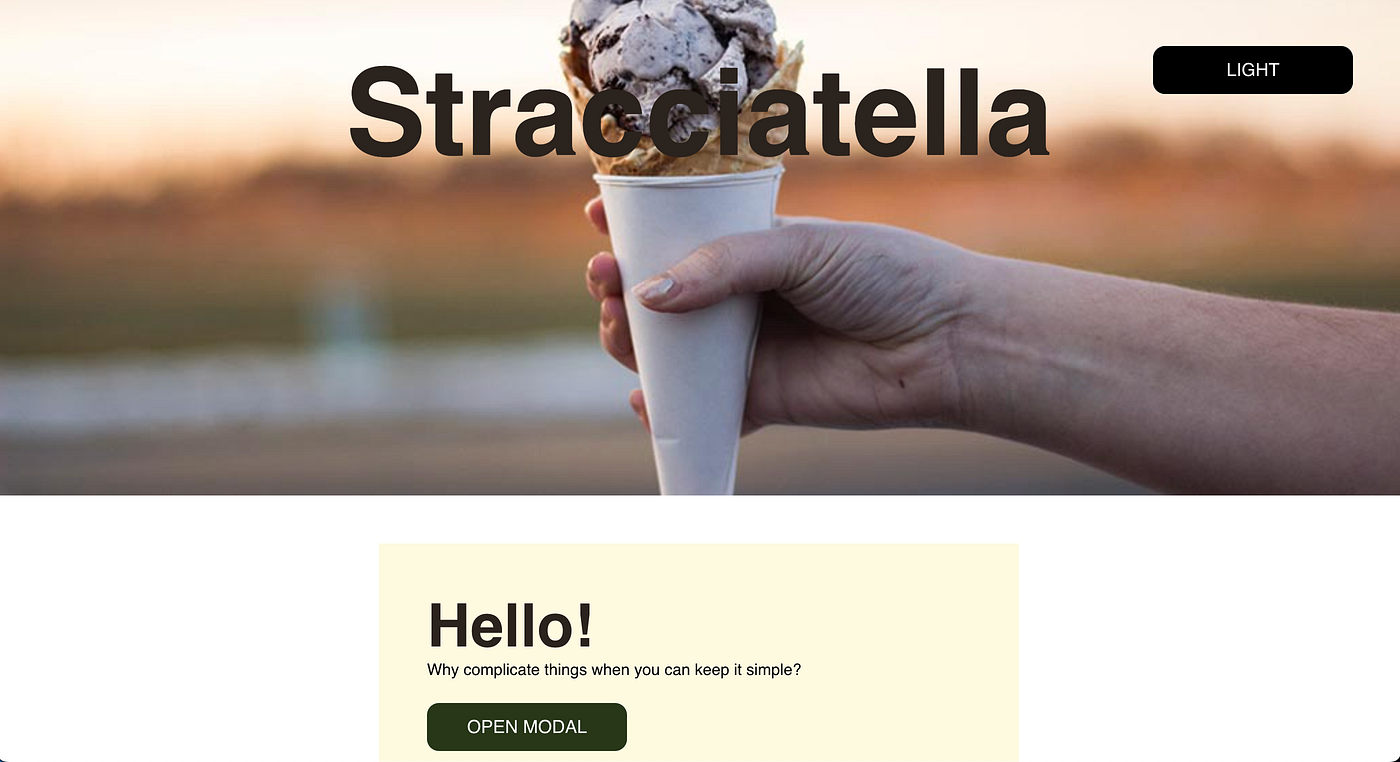 Stracciatella
LIGHT
Hello!
Why complicate things when you can keep it simple?
OPEN MODAL